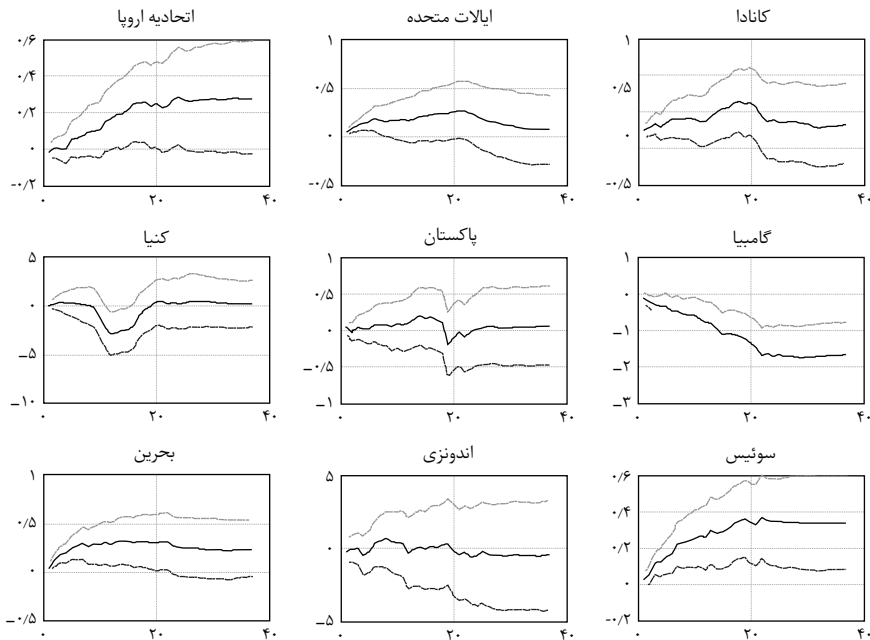 کانادا
ایالات متحده
اتحادیه اروپا
۱
۱
۰/۶
۰/۴
۰/۵
۰/۵
۰/۲
۰
۰
۰
-۰/۵
-۰/۵
-۰/۲
۰ ۲۰ ۴۰
۰ ۲۰ ۴۰
۰ ۲۰ ۴۰
گامبیا
پاکستان
کنیا
۱
۱
۵
۰
۰/۵
۰
-۱
۰
-۵
-۲
-۰/۵
-۳
-۱
-۱۰
۰ ۲۰ ۴۰
۰ ۲۰ ۴۰
۰ ۲۰ ۴۰
سوئیس
اندونزی
بحرین
۰/۶
۵
۱
۰/۴
۰/۵
۰/۲
۰
۰
۰
-۰/۲
-۵
-۰/۵
۰ ۲۰ ۴۰
۰ ۲۰ ۴۰
۰ ۲۰ ۴۰